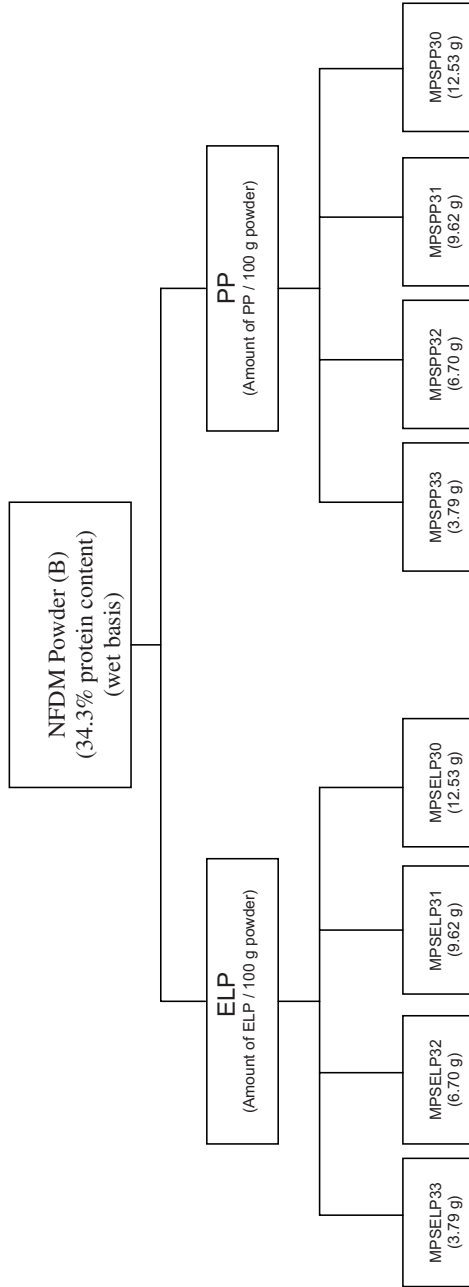 NFDM Powder (B)
(34.3% protein content)
(wet basis)
ELP
(Amount of ELP / 100 g powder)
PP
(Amount of PP / 100 g powder)
MPSELP33
(3.79 g)
MPSELP32
(6.70 g)
MPSELP31
(9.62 g)
MPSELP30
(12.53 g)
MPSPP33
(3.79 g)
MPSPP32
(6.70 g)
MPSPP31
(9.62 g)
MPSPP30
(12.53 g)